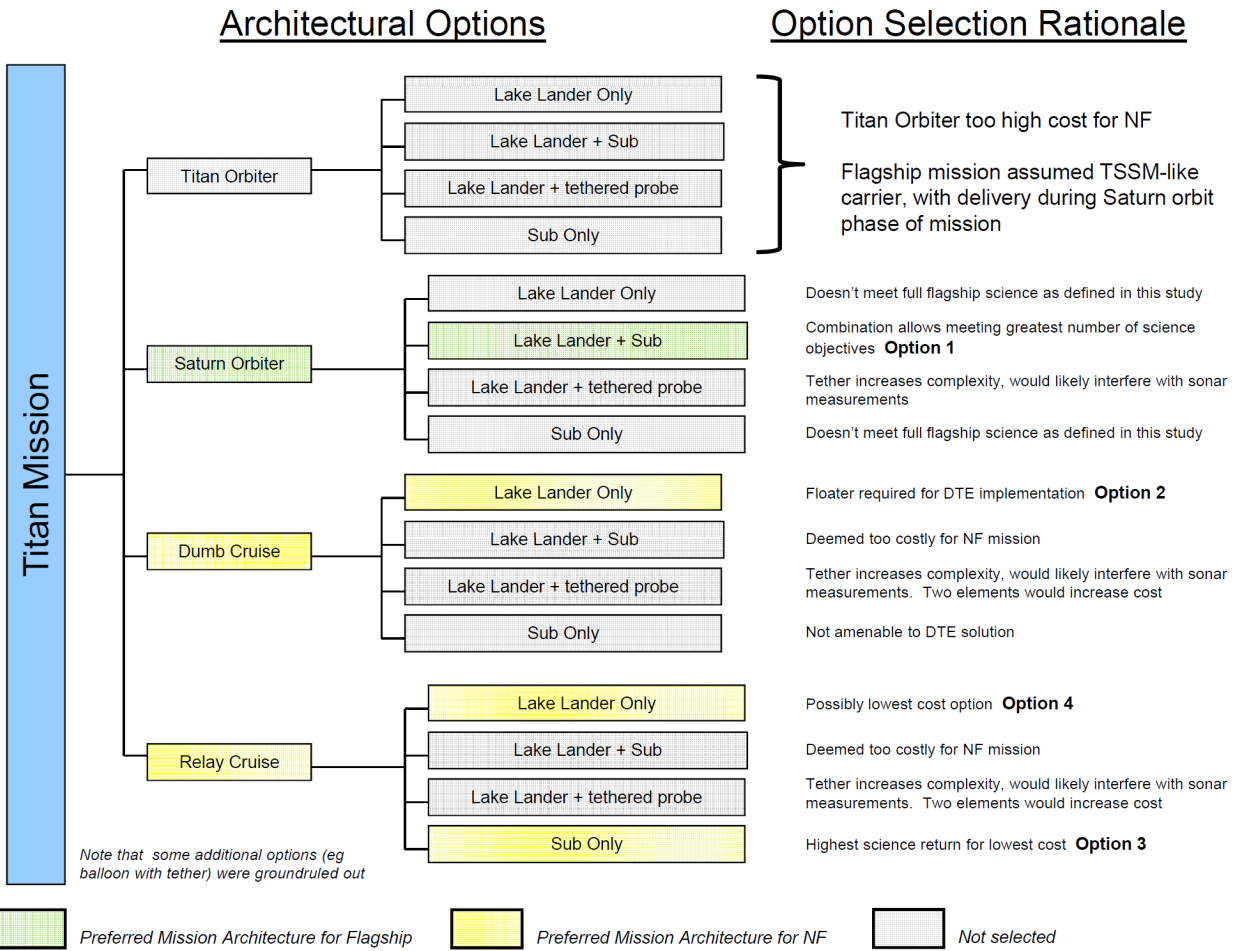 Architectural Options
Option Selection Rationale
Titan Mission
Titan Orbiter
Lake Lander Only
Lake Lander + Sub
Lake Lander + tethered probe
Sub Only
Titan Orbiter too high cost for NF
Flagship mission assumed TSSM-like
carrier, with delivery during Saturn orbit
phase of mission
Saturn Orbiter
Lake Lander Only
Doesn't meet full flagship science as defined in this study
Lake Lander + Sub
Combination allows meeting greatest number of science
objectives Option 1
Lake Lander + tethered probe
Tether increases complexity, would likely interfere with sonar
measurements
Sub Only
Doesn't meet full flagship science as defined in this study
Dumb Cruise
Lake Lander Only
Floater required for DTE implementation Option 2
Lake Lander + Sub
Deemed too costly for NF mission
Lake Lander + tethered probe
Tether increases complexity, would likely interfere with sonar
measurements. Two elements would increase cost
Sub Only
Not amenable to DTE solution
Relay Cruise
Lake Lander Only
Possibly lowest cost option Option 4
Lake Lander + Sub
Deemed too costly for NF mission
Lake Lander + tethered probe
Tether increases complexity, would likely interfere with sonar
measurements. Two elements would increase cost
Sub Only
Highest science return for lowest cost Option 3
Note that some additional options (eg
balloon with tether) were groundruled out
Preferred Mission Architecture for Flagship
Preferred Mission Architecture for NF
Not selected